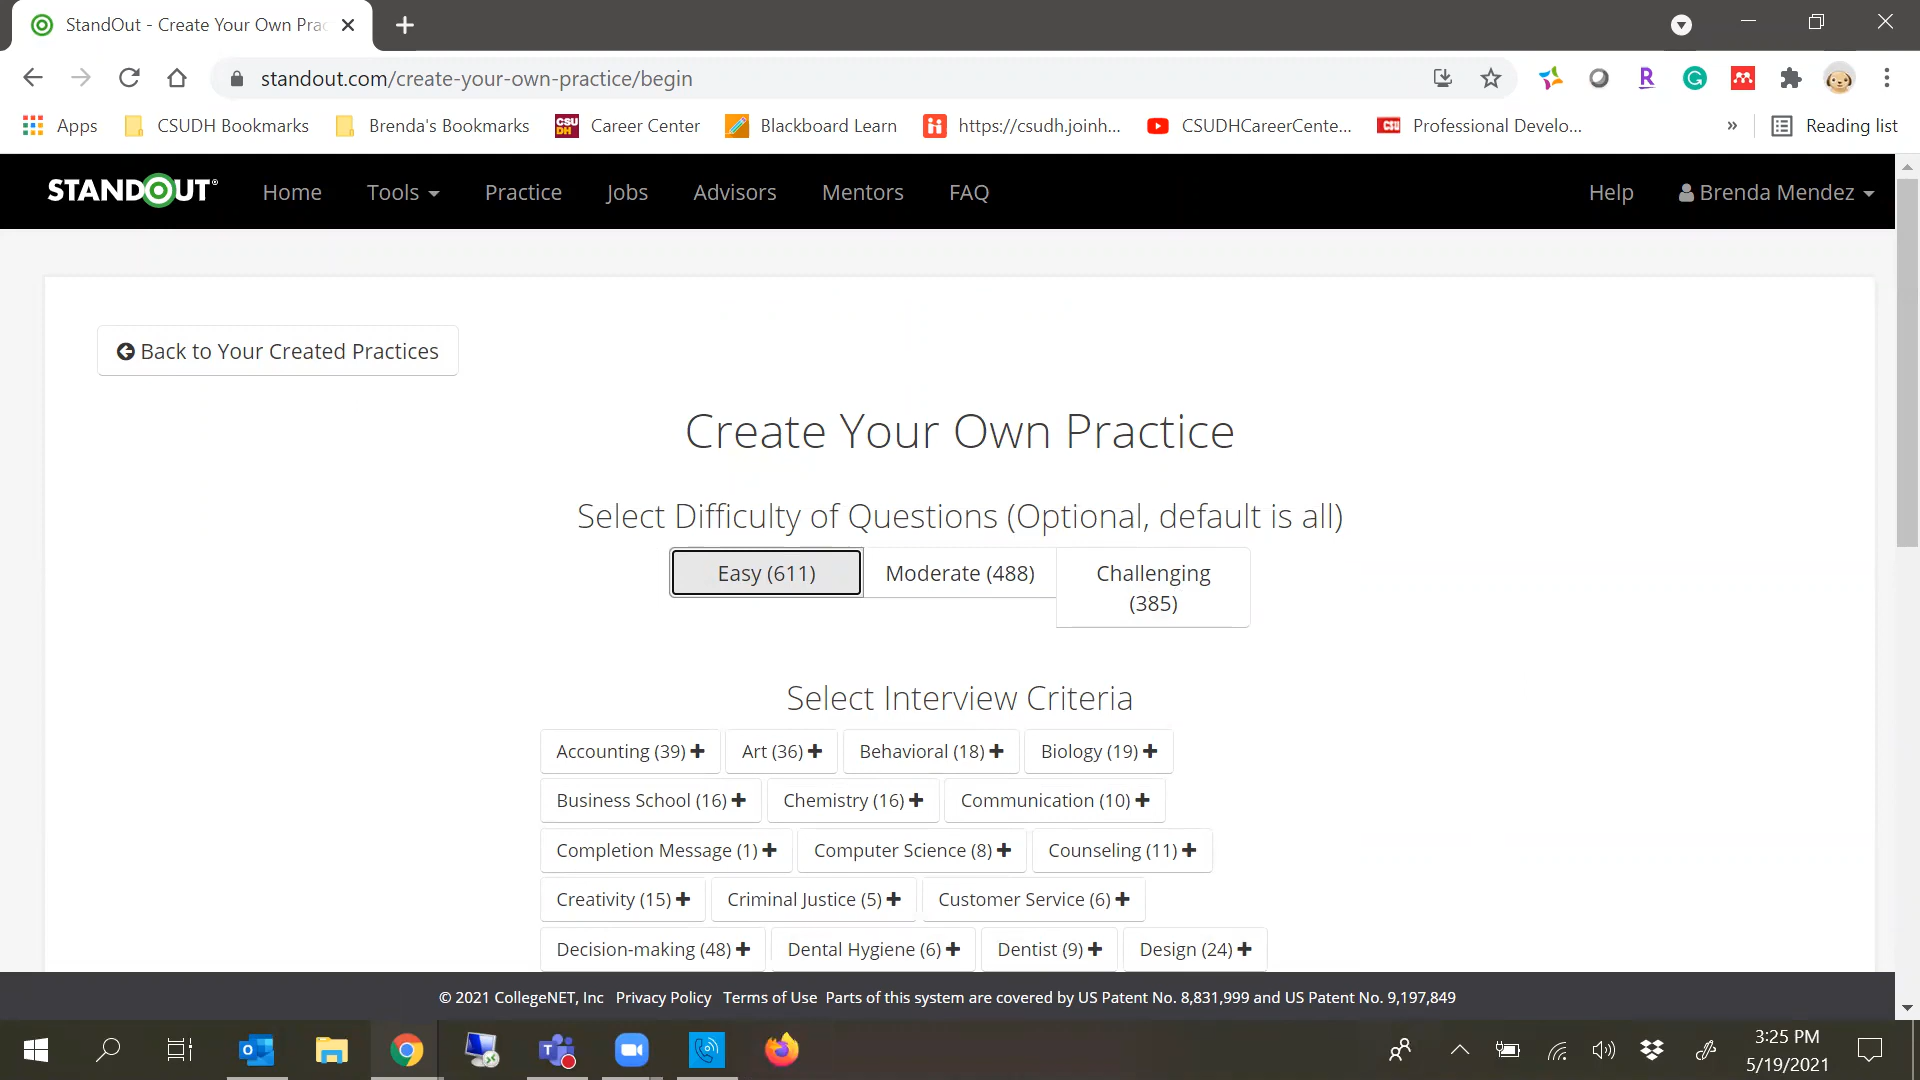 StandOut - Create Your Own Prac
standout.com/create-your-own-practice/begin
Apps CSUDH Bookmarks Brenda's Bookmarks CSU DH Career Center Blackboard Learn https://csudh.joinh... CSUDHCareerCente... CSU Professional Develo... » Reading list
STANDOUT® Home Tools Practice Jobs Advisors Mentors FAQ Help Brenda Mendez
Back to Your Created Practices
Create Your Own Practice
Select Difficulty of Questions (Optional, default is all)
Easy (611) Moderate (488) Challenging (385)
Select Interview Criteria
Accounting (39) + Art (36) + Behavioral (18) + Biology (19) +
Business School (16) + Chemistry (16) + Communication (10) +
Completion Message (1) + Computer Science (8) + Counseling (11) +
Creativity (15) + Criminal Justice (5) + Customer Service (6) +
Decision-making (48) + Dental Hygiene (6) + Dentist (9) + Design (24) +
© 2021 CollegeNET, Inc Privacy Policy Terms of Use Parts of this system are covered by US Patent No. 8,831,999 and US Patent No. 9,197,849
3:25 PM
5/19/2021